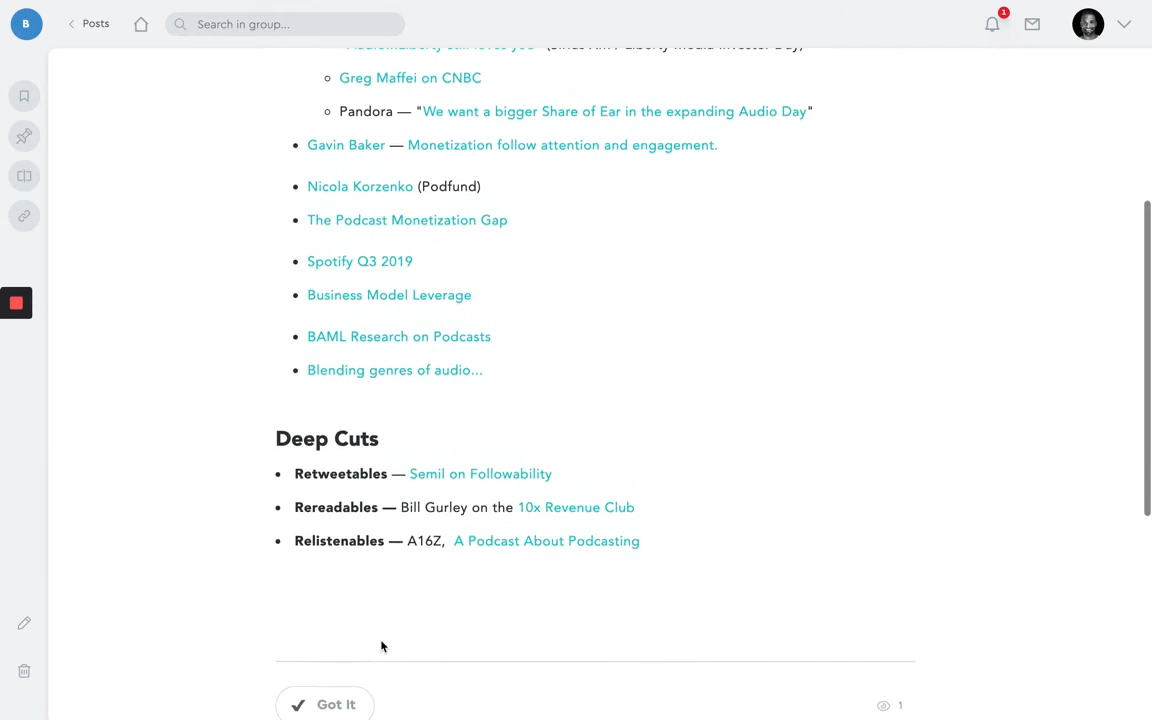 B
Posts
Search in group...
1
Greg Maffei on CNBC
Pandora — "We want a bigger Share of Ear in the expanding Audio Day"
Gavin Baker — Monetization follow attention and engagement.
Nicola Korzenko (Podfund)
The Podcast Monetization Gap
Spotify Q3 2019
Business Model Leverage
BAML Research on Podcasts
Blending genres of audio...
Deep Cuts
Retweetables — Semil on Followability
Rereadables — Bill Gurley on the 10x Revenue Club
Relistenables — A16Z, A Podcast About Podcasting
Got It
1